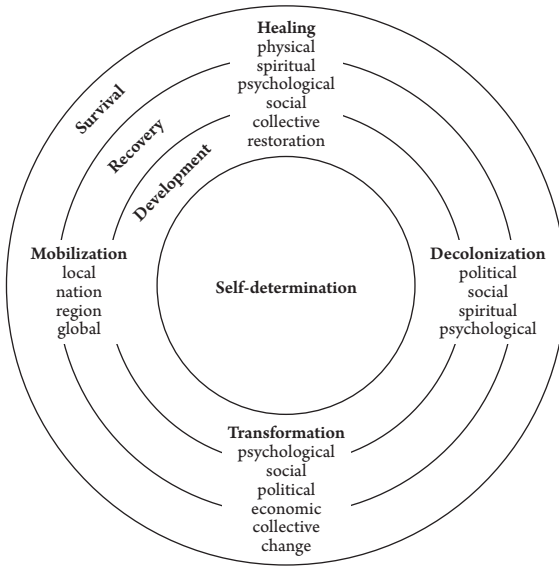 Healing
physical
spiritual
psychological
social
collective
restoration
Survival
Recovery
Development
Mobilization
local
nation
region
global
Self-determination
Decolonization
political
social
spiritual
psychological
Transformation
psychological
social
political
economic
collective
change